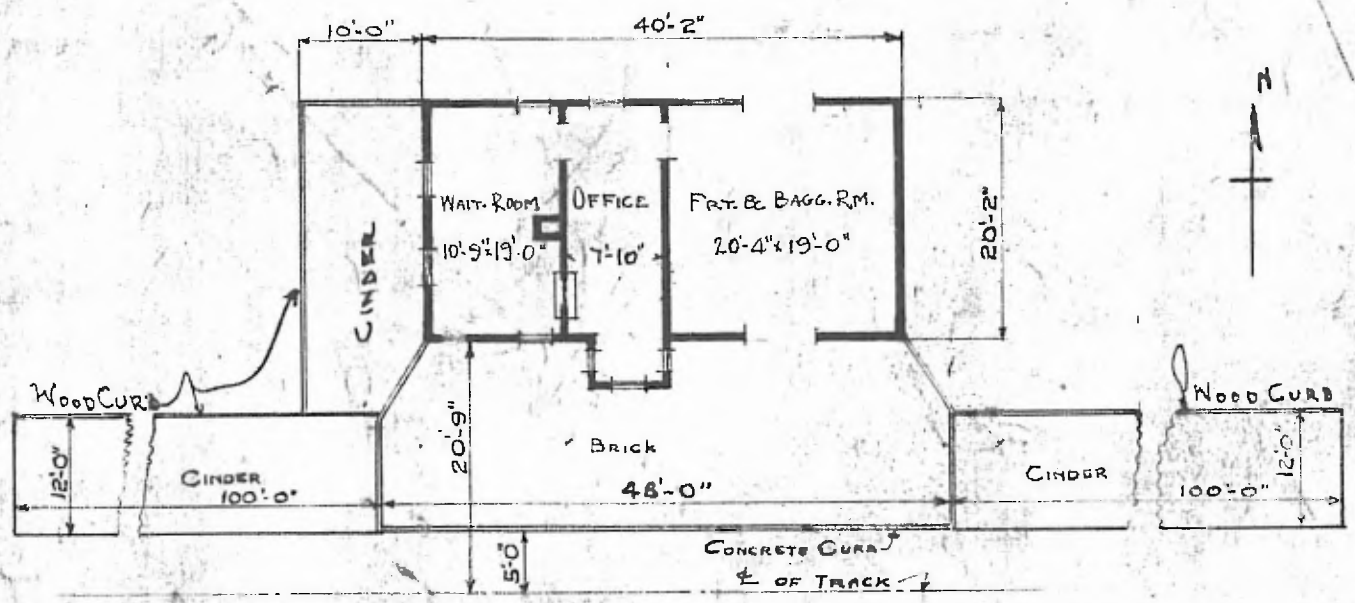 10'-0"
40'-2"
N
WAIT. ROOM
10'-9"x19'-0"
OFFICE
7'-10"
FRT. & BAGG. RM.
20'-4"x19'-0"
20'-2"
CINDER
WOOD CURB
WOOD CURB
12'-0"
CINDER
100'-0"
20'-9"
BRICK
48'-0"
CINDER
12'-0"
100'-0"
5'-0"
CONCRETE CURB
℄ OF TRACK